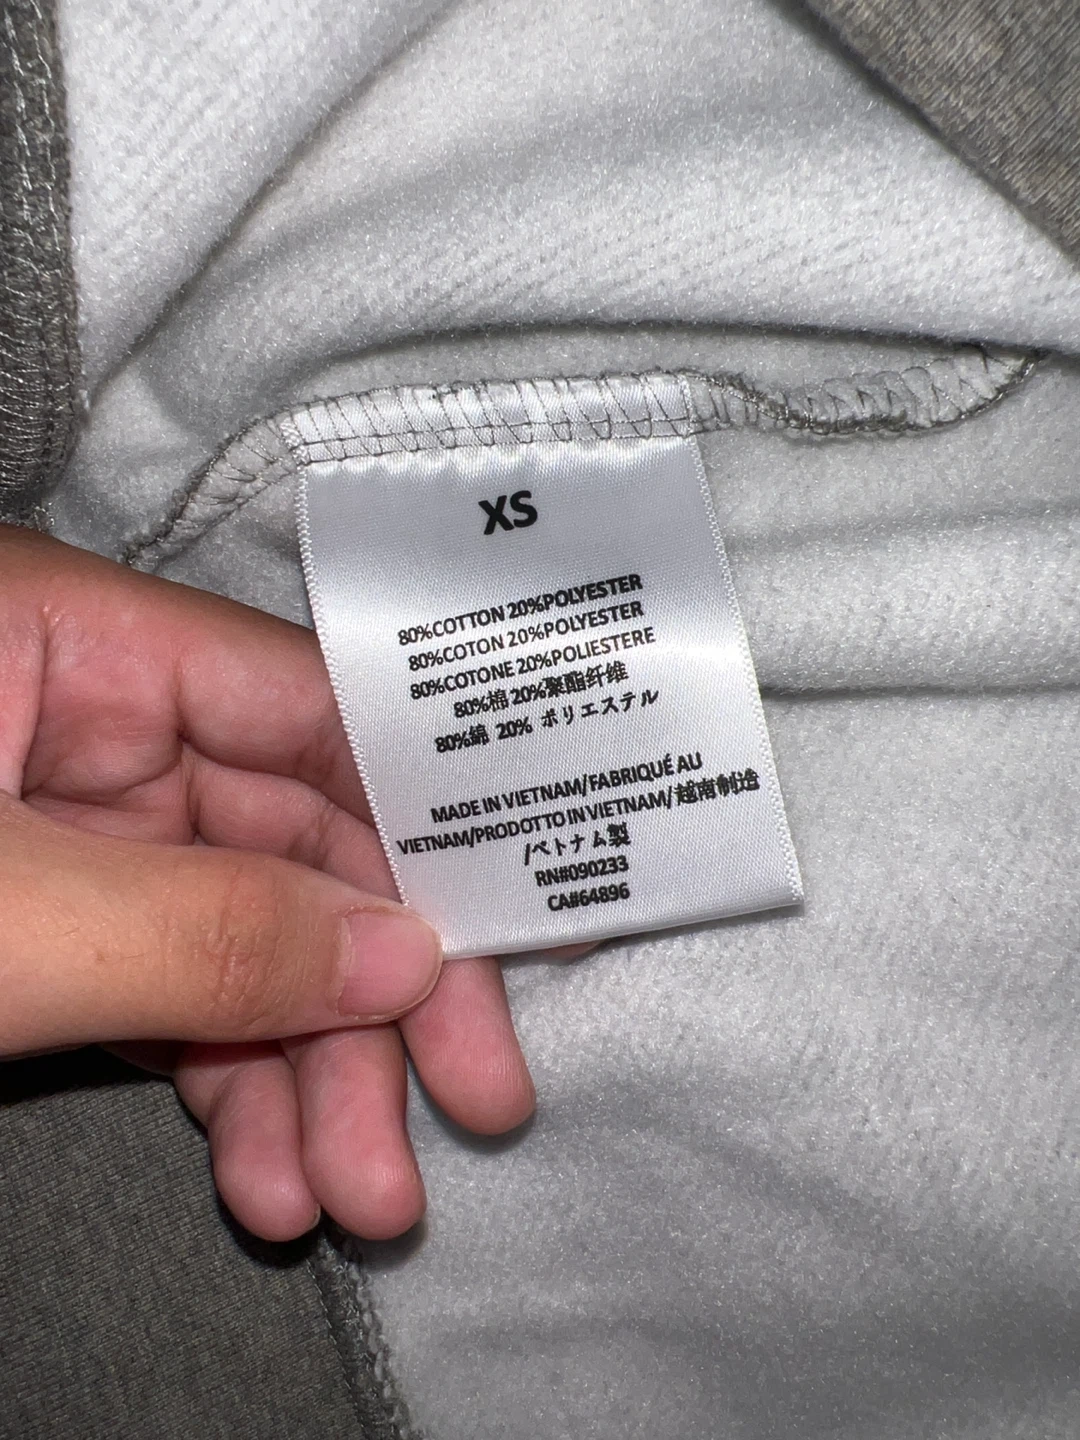 XS
80%COTTON 20%POLYESTER
80%COTON 20%POLYESTER
80%COTONE 20%POLIESTERE
80%棉 20%聚酯纤维
80%綿 20% ポリエステル
MADE IN VIETNAM/FABRIQUÉ AU
VIETNAM/PRODOTTO IN VIETNAM/越南制造
/ベトナム製
RN#090233
CA#64896